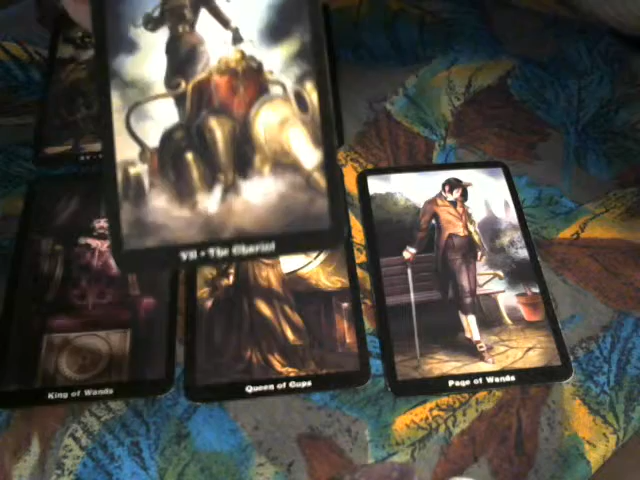 VII • The Chariot
King of Wands
Queen of Cups
Page of Wands